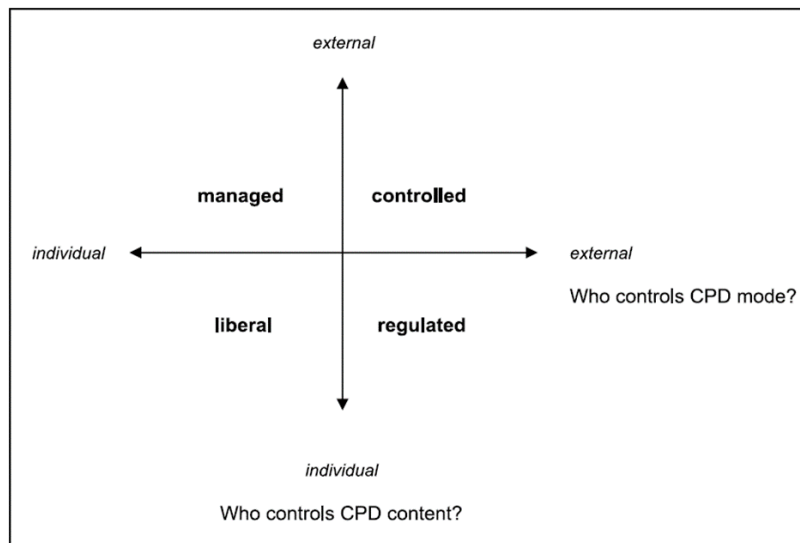 external
managed
controlled
individual
external
Who controls CPD mode?
liberal
regulated
individual
Who controls CPD content?